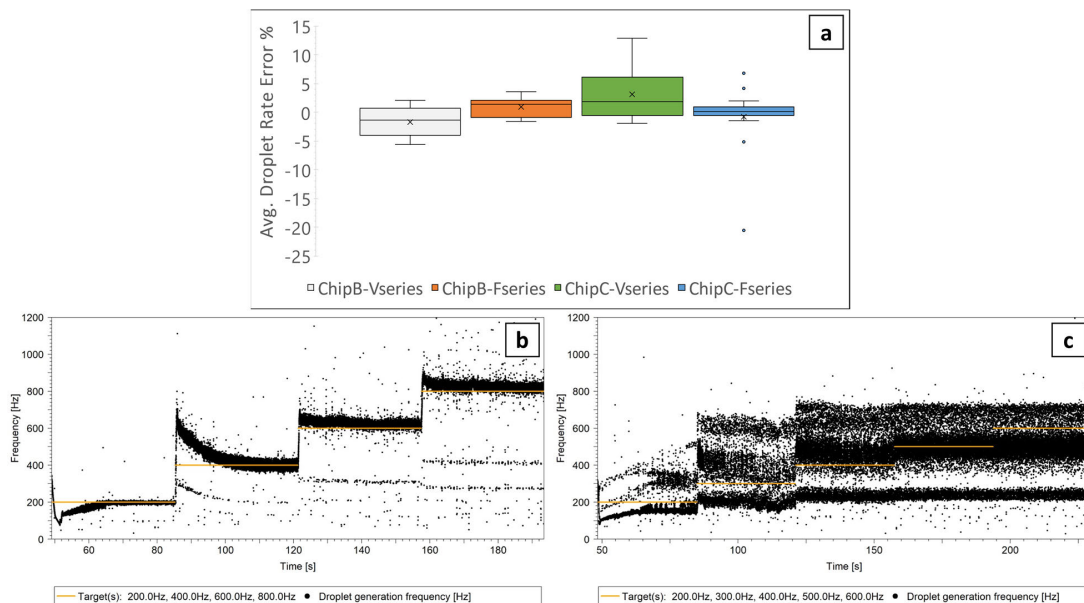 a
Avg. Droplet Rate Error %
15
10
5
0
-5
-10
-15
-20
-25
ChipB-Vseries ChipB-Fseries ChipC-Vseries ChipC-Fseries
b
Frequency [Hz]
1200
1000
800
600
400
200
0
60 80 100 120 140 160 180
Time [s]
Target(s): 200.0Hz, 400.0Hz, 600.0Hz, 800.0Hz Droplet generation frequency [Hz]
c
Frequency [Hz]
1200
1000
800
600
400
200
0
50 100 150 200
Time [s]
Target(s): 200.0Hz, 300.0Hz, 400.0Hz, 500.0Hz, 600.0Hz Droplet generation frequency [Hz]